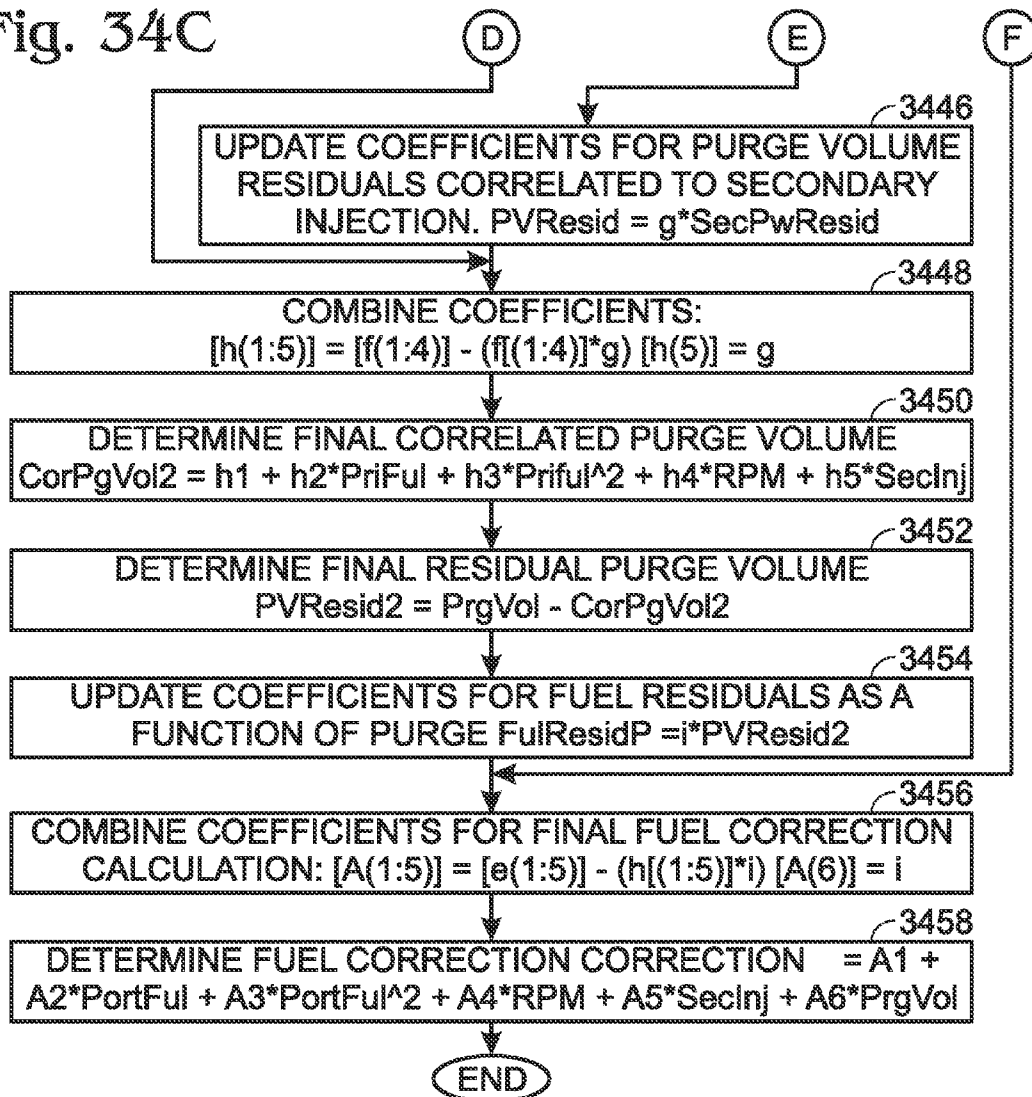 Fig. 34C
D
E
F
3446
UPDATE COEFFICIENTS FOR PURGE VOLUME
RESIDUALS CORRELATED TO SECONDARY
INJECTION. PVResid = g*SecPwResid
3448
COMBINE COEFFICIENTS:
[h(1:5)] = [f(1:4)] - (f[(1:4)]*g) [h(5)] = g
3450
DETERMINE FINAL CORRELATED PURGE VOLUME
CorPgVol2 = h1 + h2*PriFul + h3*Priful^2 + h4*RPM + h5*SecInj
3452
DETERMINE FINAL RESIDUAL PURGE VOLUME
PVResid2 = PrgVol - CorPgVol2
3454
UPDATE COEFFICIENTS FOR FUEL RESIDUALS AS A
FUNCTION OF PURGE FulResidP =i*PVResid2
3456
COMBINE COEFFICIENTS FOR FINAL FUEL CORRECTION
CALCULATION: [A(1:5)] = [e(1:5)] - (h[(1:5)]*i) [A(6)] = i
3458
DETERMINE FUEL CORRECTION CORRECTION = A1 +
A2*PortFul + A3*PortFul^2 + A4*RPM + A5*SecInj + A6*PrgVol
END